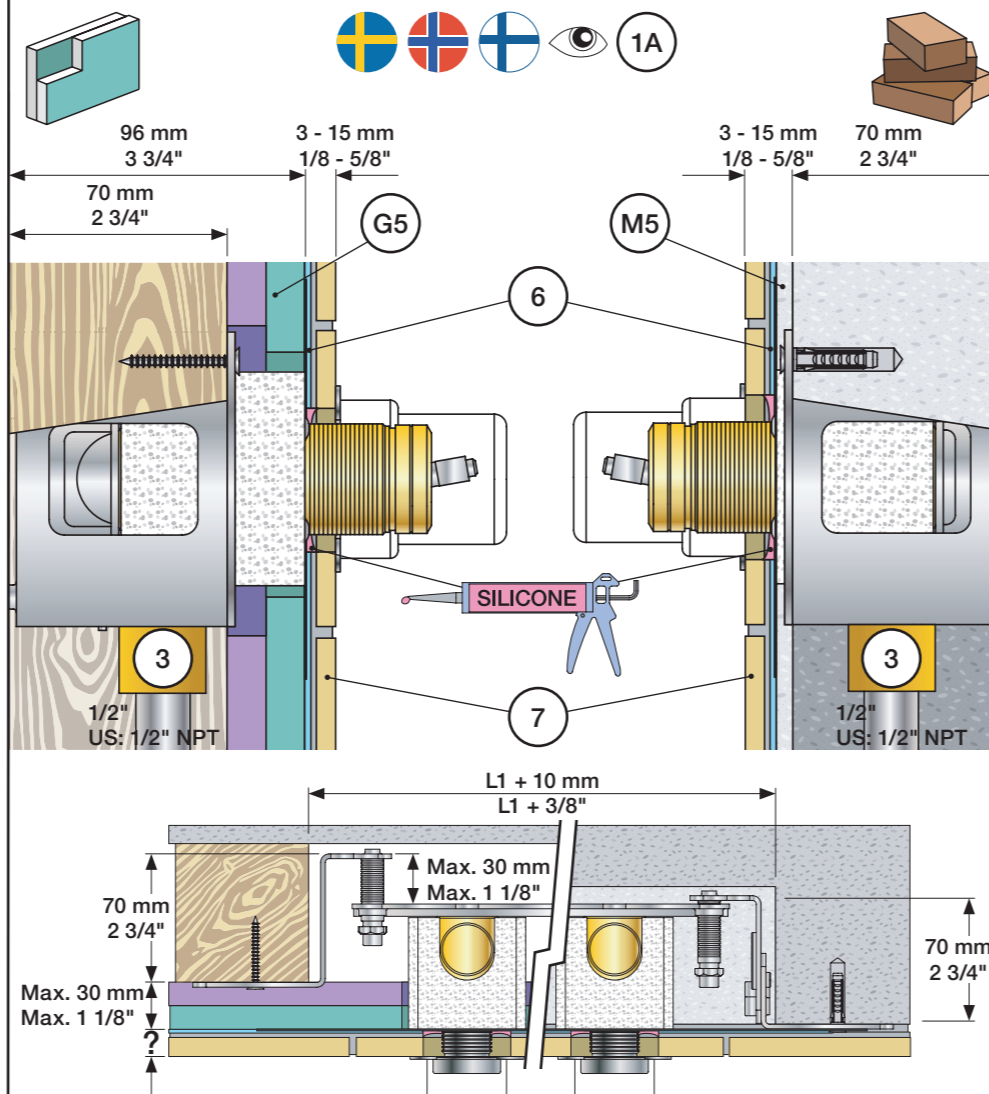 1A
96 mm
3 3/4"
3 - 15 mm
1/8 - 5/8"
3 - 15 mm
1/8 - 5/8"
70 mm
2 3/4"
70 mm
2 3/4"
G5
M5
6
SILICONE
3
3
1/2"
US: 1/2" NPT
7
1/2"
US: 1/2" NPT
L1 + 10 mm
L1 + 3/8"
Max. 30 mm
Max. 1 1/8"
70 mm
2 3/4"
70 mm
2 3/4"
Max. 30 mm
Max. 1 1/8"
?